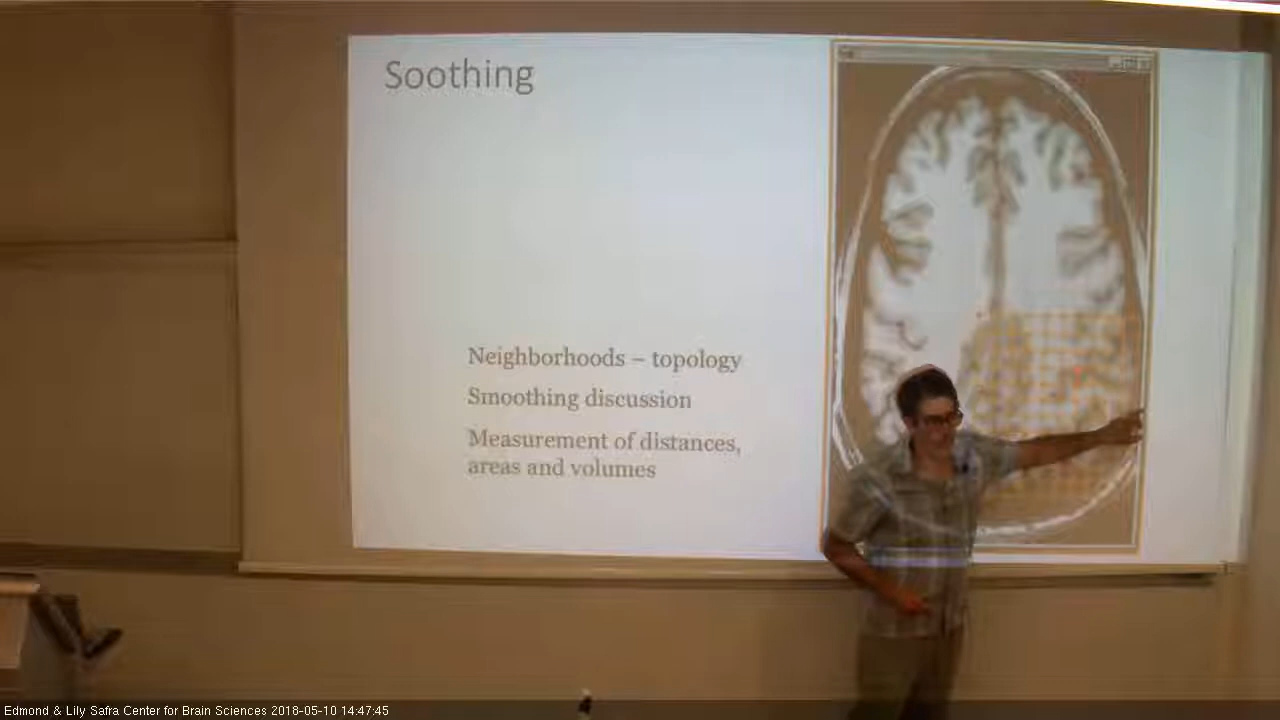 Soothing
Neighborhoods – topology
Smoothing discussion
Measurement of distances,
areas and volumes
Edmond & Lily Safra Center for Brain Sciences 2018-05-10 14:47:45